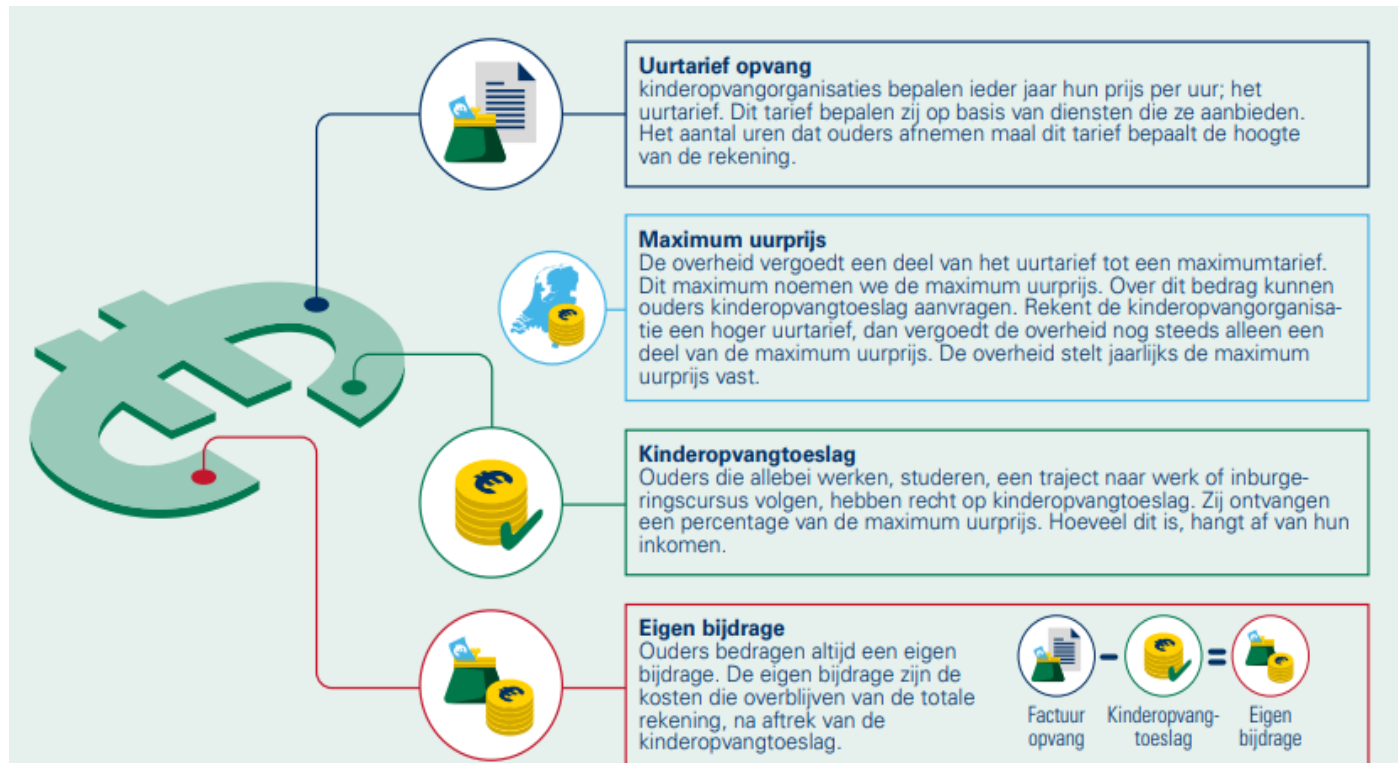 Uurtarief opvang
kinderopvangorganisaties bepalen ieder jaar hun prijs per uur; het
uurtarief. Dit tarief bepalen zij op basis van diensten die ze aanbieden.
Het aantal uren dat ouders afnemen maal dit tarief bepaalt de hoogte
van de rekening.
Maximum uurprijs
De overheid vergoedt een deel van het uurtarief tot een maximumtarief.
Dit maximum noemen we de maximum uurprijs. Over dit bedrag kunnen
ouders kinderopvangtoeslag aanvragen. Rekent de kinderopvangorganisa-
tie een hoger uurtarief, dan vergoedt de overheid nog steeds alleen een
deel van de maximum uurprijs. De overheid stelt jaarlijks de maximum
uurprijs vast.
Kinderopvangtoeslag
Ouders die allebei werken, studeren, een traject naar werk of inburge-
ringscursus volgen, hebben recht op kinderopvangtoeslag. Zij ontvangen
een percentage van de maximum uurprijs. Hoeveel dit is, hangt af van hun
inkomen.
Eigen bijdrage
Ouders bedragen altijd een eigen
bijdrage. De eigen bijdrage zijn de
kosten die overblijven van de totale
rekening, na aftrek van de
kinderopvangtoeslag.
– =
Factuur
opvang
Kinderopvang-
toeslag
Eigen
bijdrage